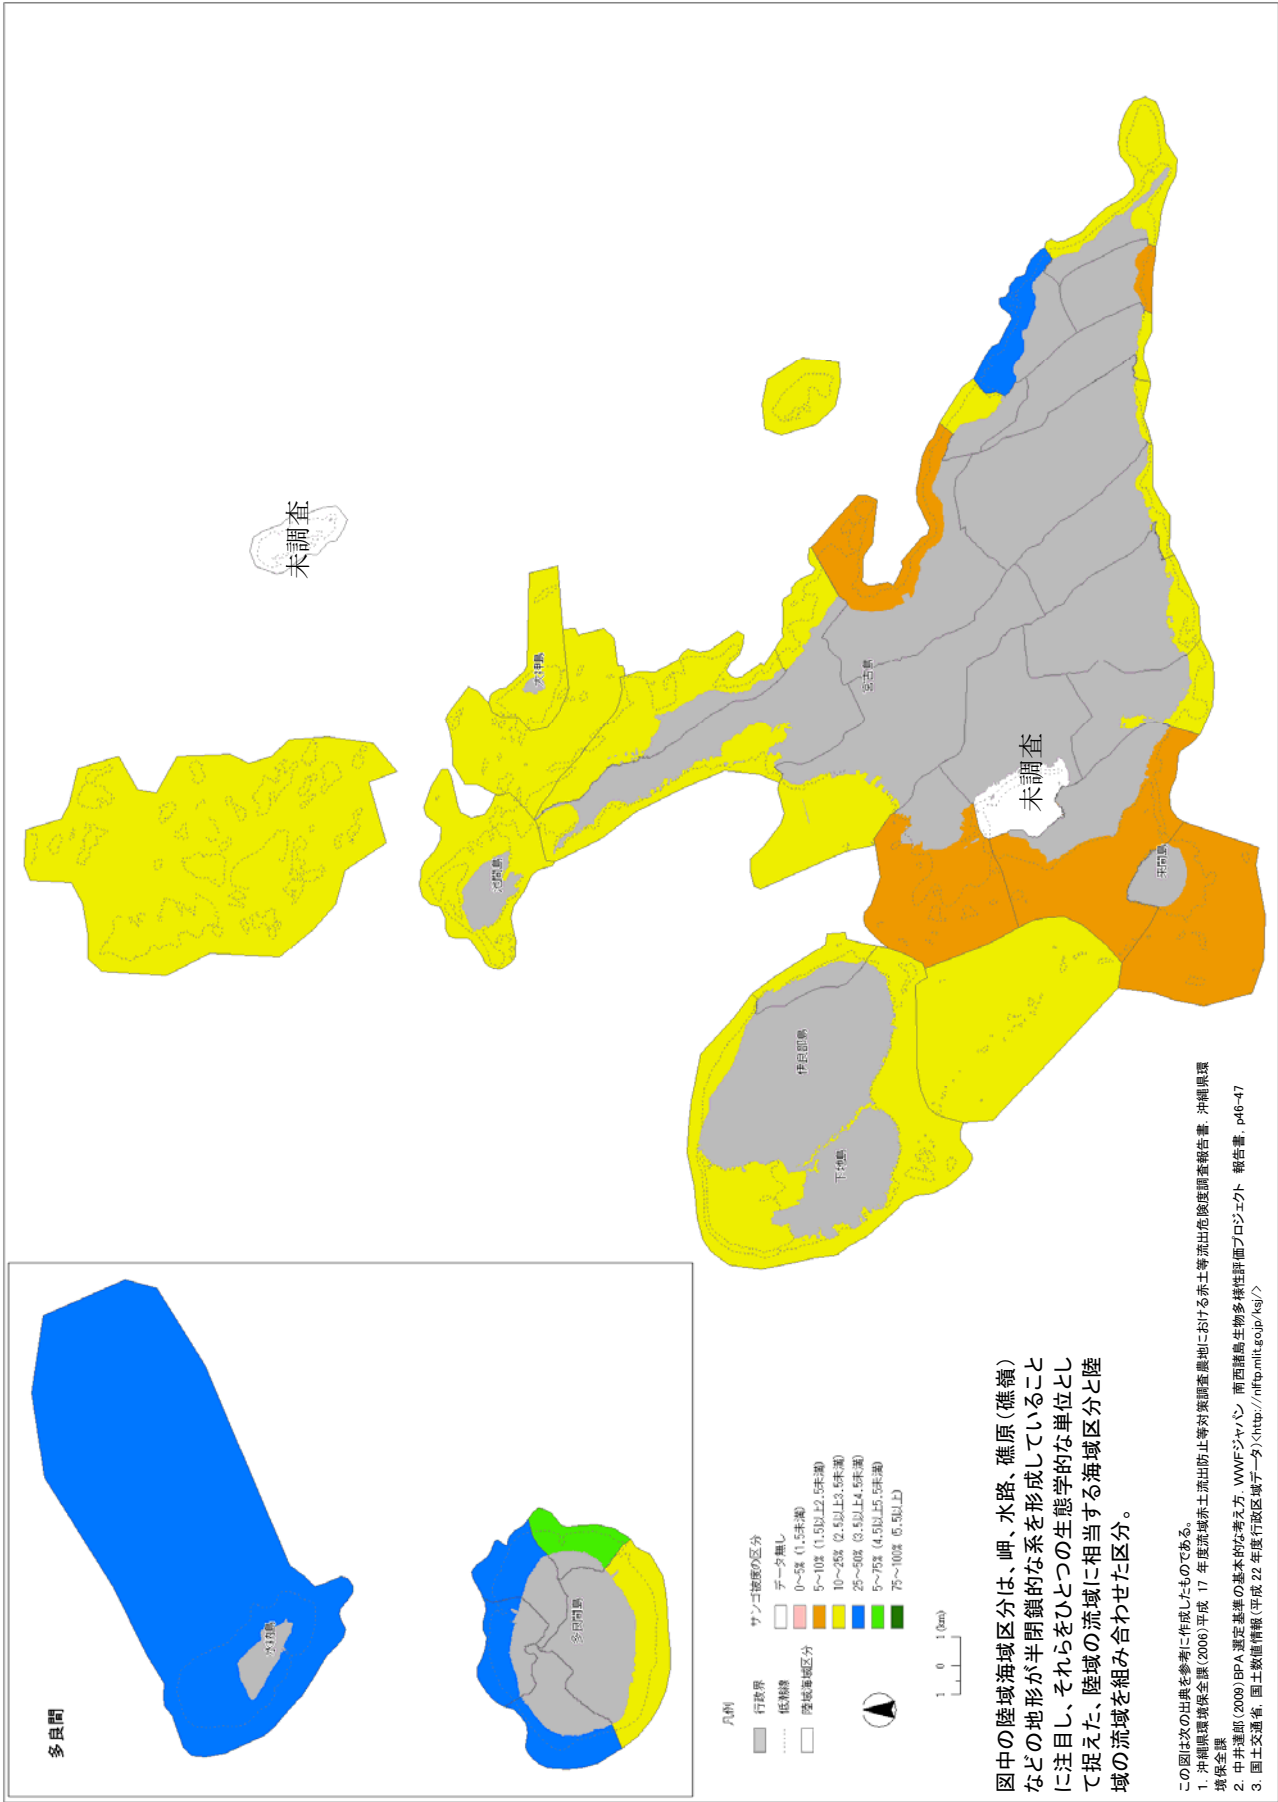 多良間
水納島
多良間島
未調査
大神島
池間島
宮古島
未調査
来間島
伊良部島
下地島
凡例
行政界
低潮線
陸域海域区分
サンゴ被度の区分
データ無し
0～5% (1.5未満)
5～10% (1.5以上2.5未満)
10～25% (2.5以上3.5未満)
25～50% (3.5以上4.5未満)
5～75% (4.5以上5.5未満)
75～100% (5.5以上)
1 0 1 (km)
図中の陸域海域区分は、岬、水路、礁原(礁嶺)
などの地形が半閉鎖的な系を形成していること
に注目し、それらをひとつの生態学的な単位とし
て捉えた、陸域の流域に相当する海域区分と陸
域の流域を組み合わせた区分。
この図は次の出典を参考に作成したものである。
1. 沖縄県環境保全課(2006)平成 17 年度流域赤土流出防止等対策調査農地における赤土等流出危険度調査報告書. 沖縄県環
境保全課
2. 中井達郎(2009)BPA 選定基準の基本的な考え方. WWFジャパン 南西諸島生物多様性評価プロジェクト 報告書, p46-47
3. 国土交通省. 国土数値情報(平成 22 年度行政区域データ)<http://nlftp.mlit.go.jp/ksj/>